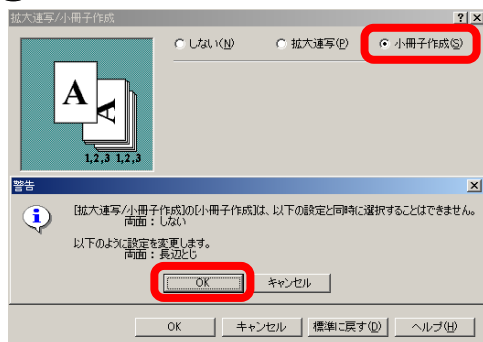 拡大連写/小冊子作成
しない(N)
拡大連写(P)
小冊子作成(S)
A
A
1,2,3 1,2,3
警告
[拡大連写/小冊子作成]の[小冊子作成]は、以下の設定と同時に選択することはできません。
両面：しない
以下のように設定を変更します。
両面：長辺とじ
OK
キャンセル
OK
キャンセル
標準に戻す(D)
ヘルプ(H)